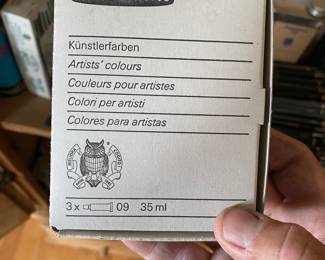 Künstlerfarben
Artists' colours
Couleurs pour artistes
Colori per artisti
Colores para artistas
3 x 09 35 ml